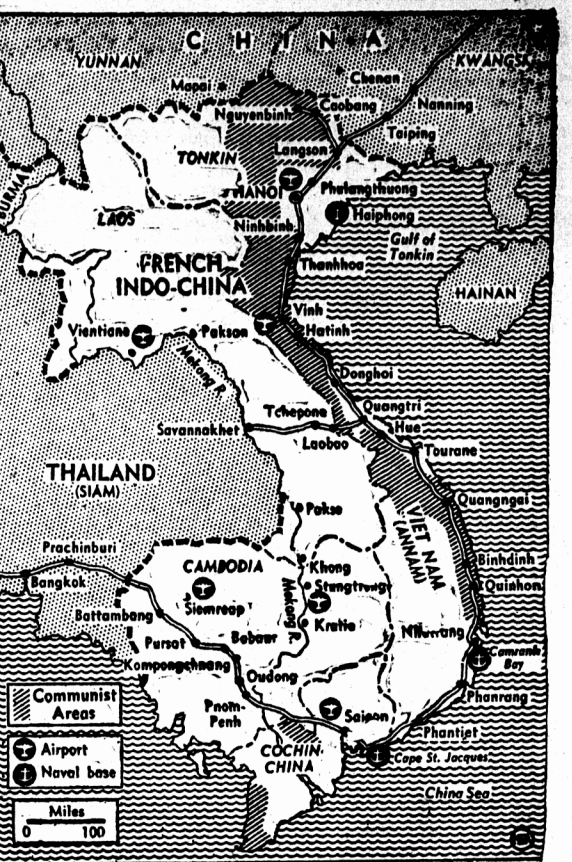 CHINA
YUNNAN
KWANGSI
Mapai
Chenan
Nanning
Nguyenbinh
Caobang
Taiping
Langson
TONKIN
HANOI
Phulangthuong
Haiphong
BURMA
LAOS
Ninhbinh
Gulf of
Tonkin
FRENCH
INDO-CHINA
Thanhhoa
HAINAN
Vinh
Vientiane
Paksan
Hatinh
Mekong R.
Donghoi
Tchepone
Quangtri
Savannakhet
Laobao
Hue
Tourane
THAILAND
(SIAM)
Quangngai
Pakse
VIET NAM
(ANNAM)
Prachinburi
Khong
Binhdinh
CAMBODIA
Bangkok
Stungtreng
Quinhon
Siemreap
Mekong R.
Battambang
Kratie
Nhatrang
Pursat
Camranh
Bay
Kompongchnang
Oudong
Phanrang
Communist
Areas
Pnom-
Penh
Saigon
Phantiet
Airport
Naval base
COCHIN
CHINA
Cape St. Jacques
China Sea
Miles
0 100